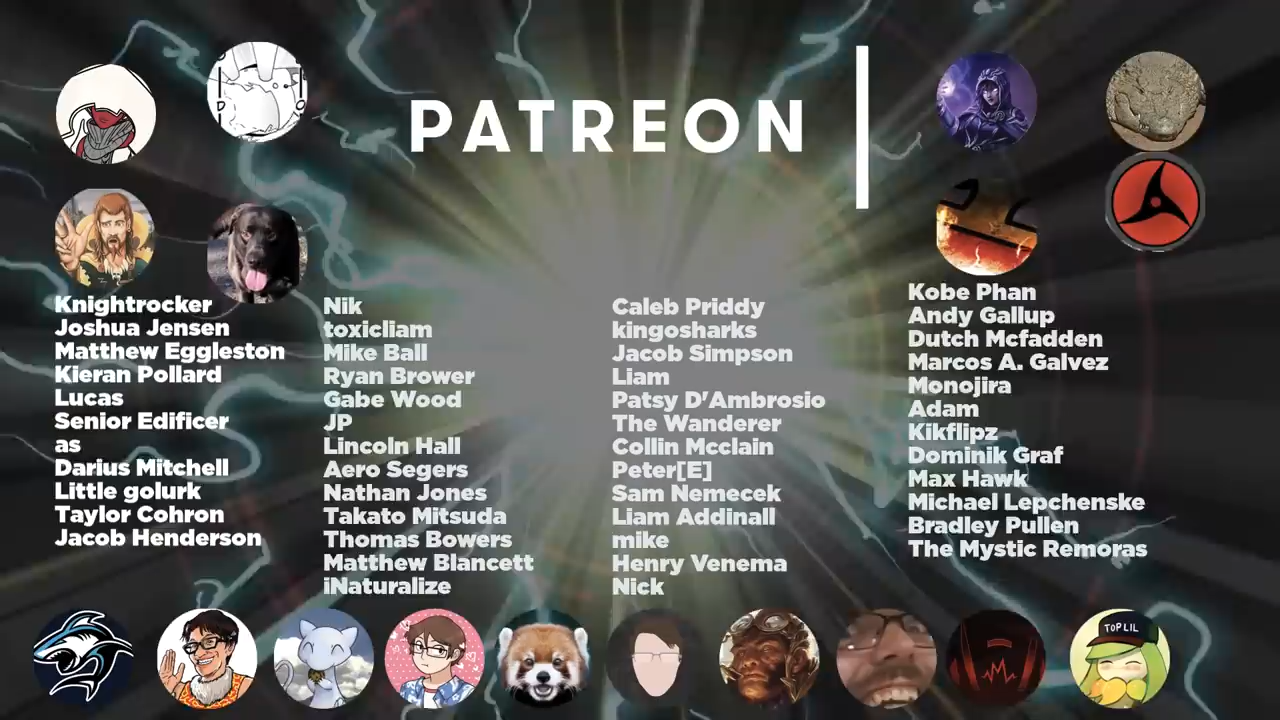 PATREON
Knightrocker
Joshua Jensen
Matthew Eggleston
Kieran Pollard
Lucas
Senior Edificer
as
Darius Mitchell
Little golurk
Taylor Cohron
Jacob Henderson
Nik
toxicliam
Mike Ball
Ryan Brower
Gabe Wood
JP
Lincoln Hall
Aero Segers
Nathan Jones
Takato Mitsuda
Thomas Bowers
Matthew Blancett
iNaturalize
Caleb Priddy
kingosharks
Jacob Simpson
Liam
Patsy D'Ambrosio
The Wanderer
Collin Mcclain
Peter[E]
Sam Nemecek
Liam Addinall
mike
Henry Venema
Nick
Kobe Phan
Andy Gallup
Dutch Mcfadden
Marcos A. Galvez
Monojira
Adam
Kikflipz
Dominik Graf
Max Hawk
Michael Lepchenske
Bradley Pullen
The Mystic Remoras
TOP LIL